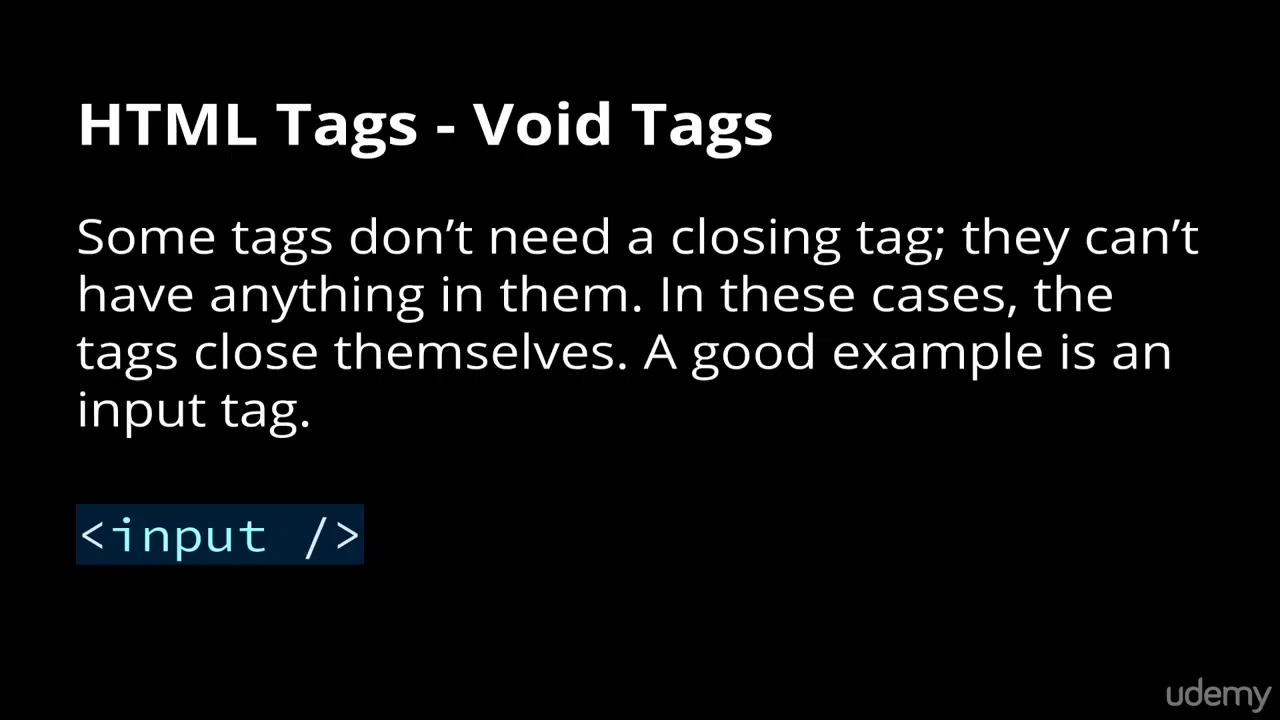 HTML Tags - Void Tags
Some tags don’t need a closing tag; they can’t
have anything in them. In these cases, the
tags close themselves. A good example is an
input tag.
<input />
udemy